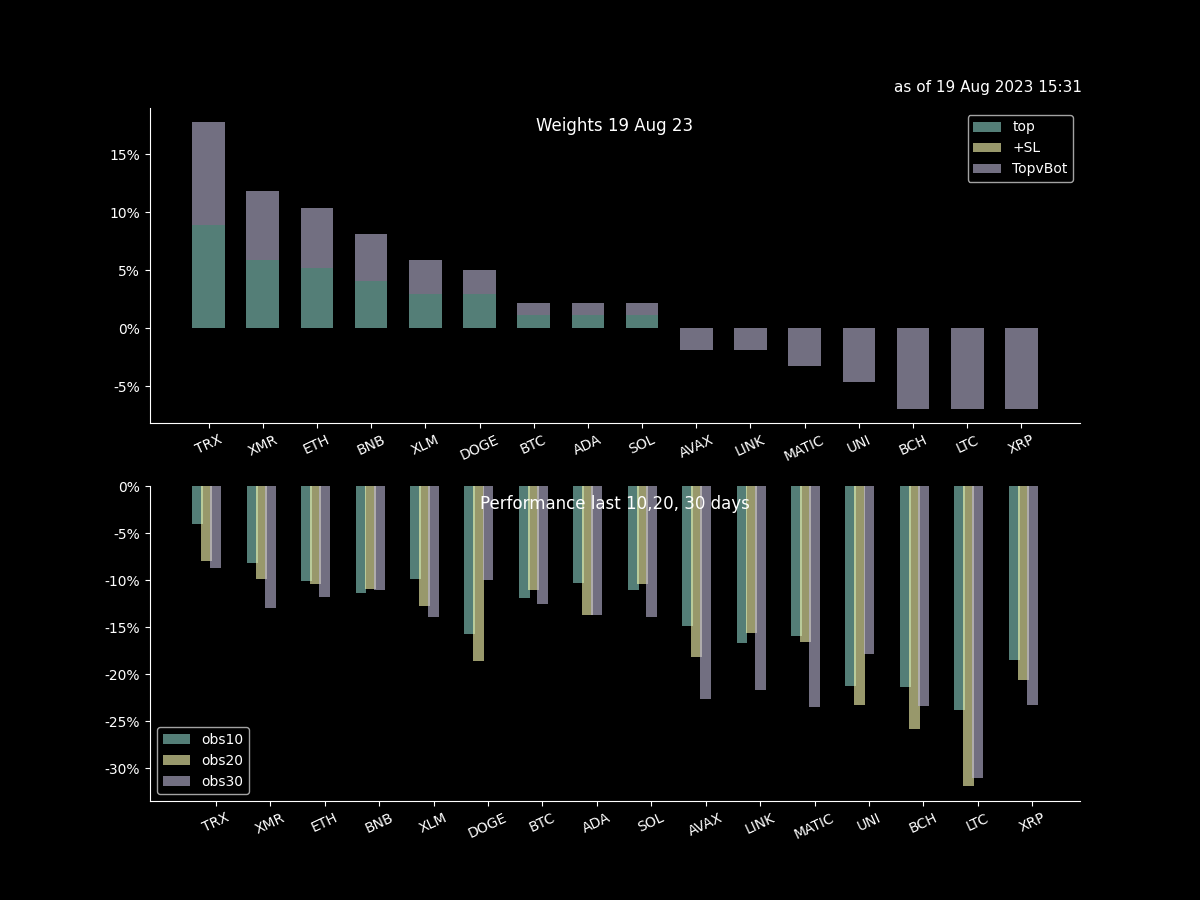 as of 19 Aug 2023 15:31
Weights 19 Aug 23
top
+SL
TopvBot
15%
10%
5%
0%
-5%
TRX XMR ETH BNB XLM DOGE BTC ADA SOL AVAX LINK MATIC UNI BCH LTC XRP
Performance last 10,20, 30 days
0%
-5%
-10%
-15%
-20%
-25%
-30%
obs10
obs20
obs30
TRX XMR ETH BNB XLM DOGE BTC ADA SOL AVAX LINK MATIC UNI BCH LTC XRP